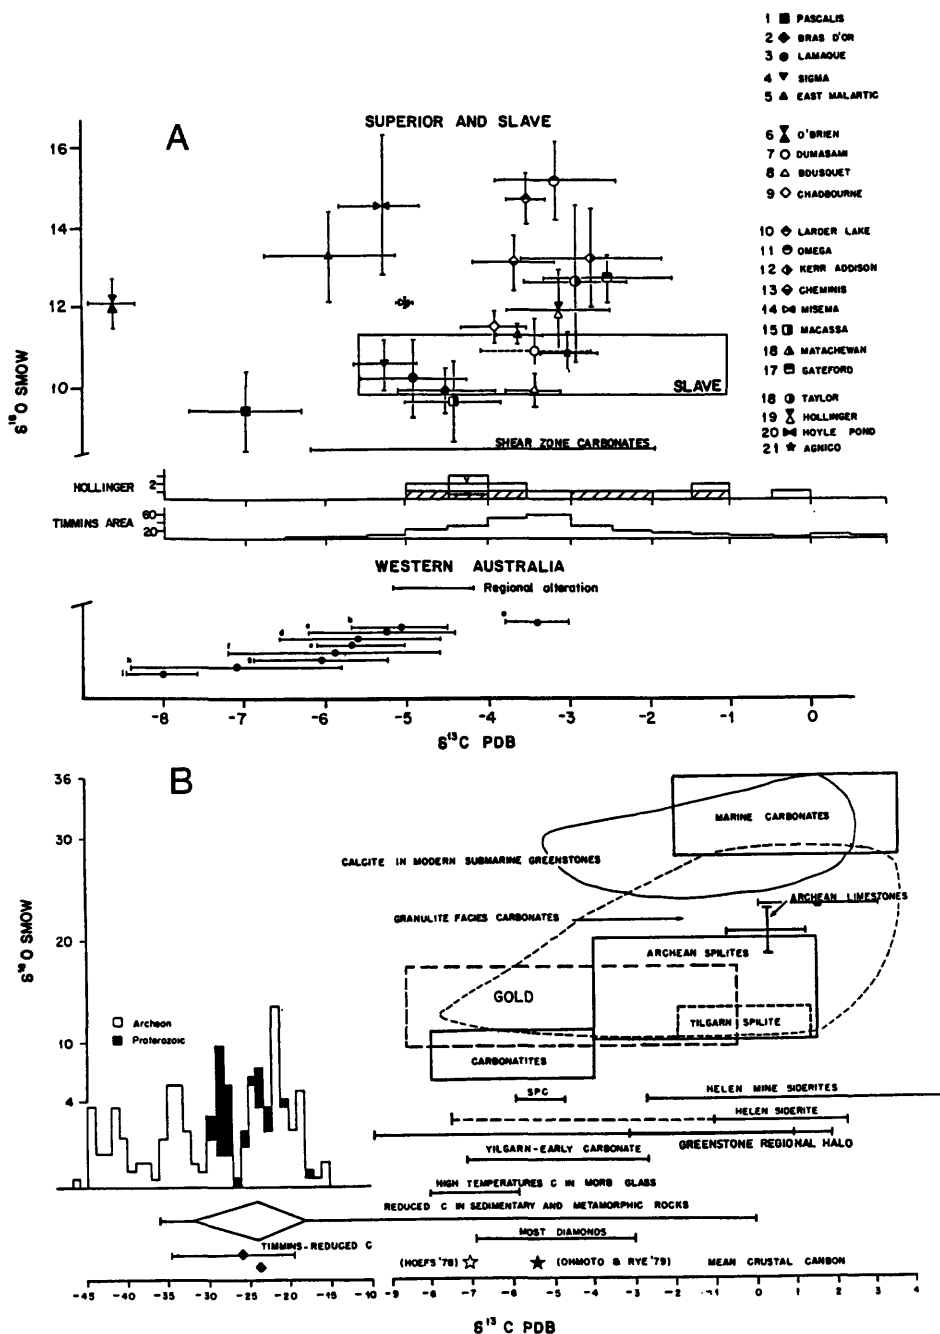 1 PASCALIS
2 BRAS D'OR
3 LAMAQUE
4 SIGMA
5 EAST MALARTIC
6 O'BRIEN
7 DUMASAMI
8 BOUSQUET
9 CHADBOURNE
10 LARDER LAKE
11 OMEGA
12 KERR ADDISON
13 CHEMINIS
14 MISEMA
15 MACASSA
18 MATACHEWAN
17 GATEFORD
18 TAYLOR
19 HOLLINGER
20 HOYLE POND
21 AGNICO
A
SUPERIOR AND SLAVE
16
14
12
10
δ¹⁸O SMOW
SLAVE
SHEAR ZONE CARBONATES
HOLLINGER 2
TIMMINS AREA 60
20
WESTERN AUSTRALIA
Regional alteration
-8 -7 -6 -5 -4 -3 -2 -1 0
δ¹³C PDB
B
36
30
20
10
4
δ¹⁸O SMOW
MARINE CARBONATES
CALCITE IN MODERN SUBMARINE GREENSTONES
ARCHEAN LIMESTONES
GRANULITE FACIES CARBONATES
ARCHEAN SPILITES
GOLD
YILGARN SPILITE
CARBONATITES
Archean
Proterozoic
SPC
HELEN MINE SIDERITES
HELEN SIDERITE
YILGARN-EARLY CARBONATE
GREENSTONE REGIONAL HALO
HIGH TEMPERATURES C IN MORB GLASS
REDUCED C IN SEDIMENTARY AND METAMORPHIC ROCKS
MOST DIAMONDS
TIMMINS-REDUCED C
(HOEFS '78) (OHMOTO & RYE '79) MEAN CRUSTAL CANBON
-45 -40 -35 -30 -25 -20 -15 -10 -9 -8 -7 -6 -5 -4 -3 -2 -1 0 1 2 3 4
δ¹³ C PDB